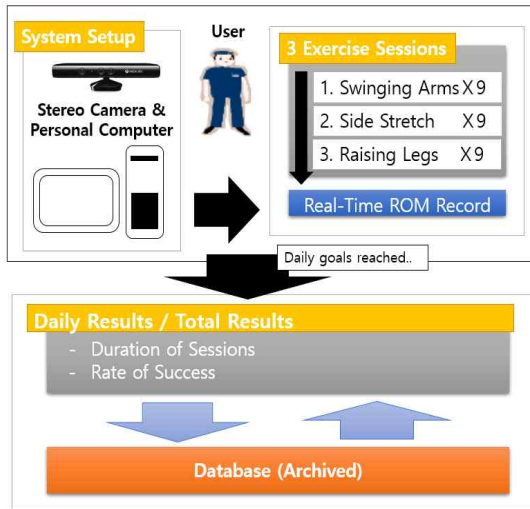 System Setup
User
3 Exercise Sessions
Stereo Camera &
Personal Computer
1. Swinging Arms X 9
2. Side Stretch X 9
3. Raising Legs X 9
Real-Time ROM Record
Daily goals reached..
Daily Results / Total Results
- Duration of Sessions
- Rate of Success
Database (Archived)